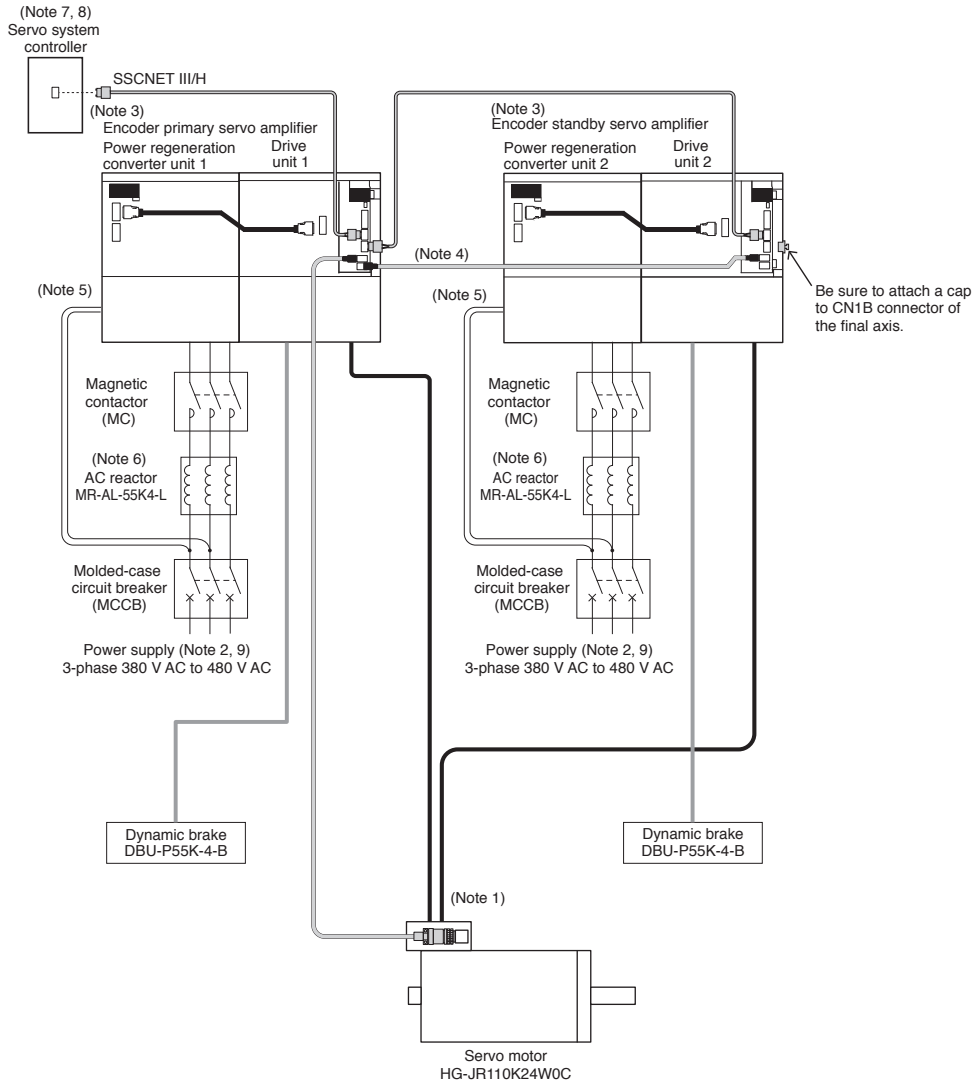 (Note 7, 8)
Servo system
controller
SSCNET III/H
(Note 3)
Encoder primary servo amplifier
Power regeneration
converter unit 1
Drive
unit 1
(Note 3)
Encoder standby servo amplifier
Power regeneration
converter unit 2
Drive
unit 2
(Note 4)
(Note 5)
(Note 5)
Be sure to attach a cap
to CN1B connector of
the final axis.
Magnetic
contactor
(MC)
(Note 6)
AC reactor
MR-AL-55K4-L
Molded-case
circuit breaker
(MCCB)
Power supply (Note 2, 9)
3-phase 380 V AC to 480 V AC
Magnetic
contactor
(MC)
(Note 6)
AC reactor
MR-AL-55K4-L
Molded-case
circuit breaker
(MCCB)
Power supply (Note 2, 9)
3-phase 380 V AC to 480 V AC
Dynamic brake
DBU-P55K-4-B
Dynamic brake
DBU-P55K-4-B
(Note 1)
Servo motor
HG-JR110K24W0C